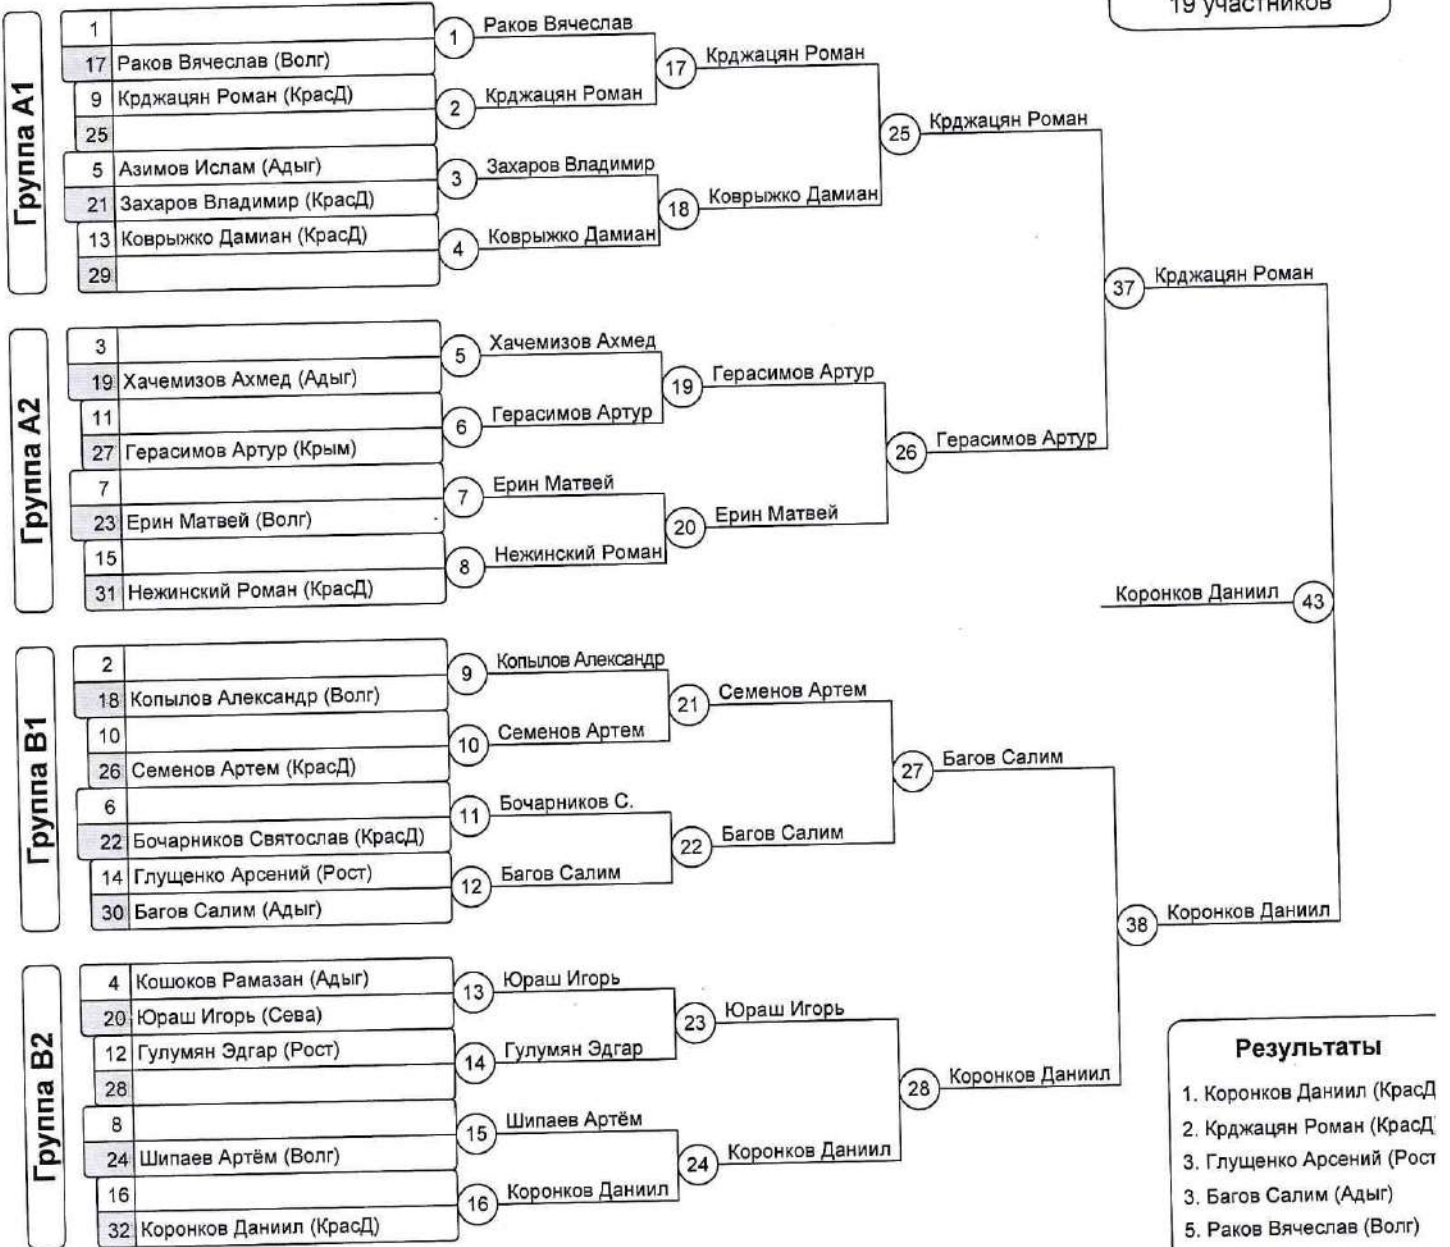 19 участников
Группа А1
1
17 Раков Вячеслав (Волг)
9 Крджацян Роман (КрасД)
25
5 Азимов Ислам (Адыг)
21 Захаров Владимир (КрасД)
13 Коврыжко Дамиан (КрасД)
29
1 Раков Вячеслав
2 Крджацян Роман
3 Захаров Владимир
4 Коврыжко Дамиан
17 Крджацян Роман
18 Коврыжко Дамиан
25 Крджацян Роман
Группа А2
3
19 Хачемизов Ахмед (Адыг)
11
27 Герасимов Артур (Крым)
7
23 Ерин Матвей (Волг)
15
31 Нежинский Роман (КрасД)
5 Хачемизов Ахмед
6 Герасимов Артур
7 Ерин Матвей
8 Нежинский Роман
19 Герасимов Артур
20 Ерин Матвей
26 Герасимов Артур
37 Крджацян Роман
Группа В1
2
18 Копылов Александр (Волг)
10
26 Семенов Артем (КрасД)
6
22 Бочарников Святослав (КрасД)
14 Глущенко Арсений (Рост)
30 Багов Салим (Адыг)
9 Копылов Александр
10 Семенов Артем
11 Бочарников С.
12 Багов Салим
21 Семенов Артем
22 Багов Салим
27 Багов Салим
Группа В2
4 Кошоков Рамазан (Адыг)
20 Юраш Игорь (Сева)
12 Гулумян Эдгар (Рост)
28
8
24 Шипаев Артём (Волг)
16
32 Коронков Даниил (КрасД)
13 Юраш Игорь
14 Гулумян Эдгар
15 Шипаев Артём
16 Коронков Даниил
23 Юраш Игорь
24 Коронков Даниил
28 Коронков Даниил
38 Коронков Даниил
Коронков Даниил 43
Результаты
1. Коронков Даниил (КрасД
2. Крджацян Роман (КрасД
3. Глущенко Арсений (Рост
3. Багов Салим (Адыг)
5. Раков Вячеслав (Волг)